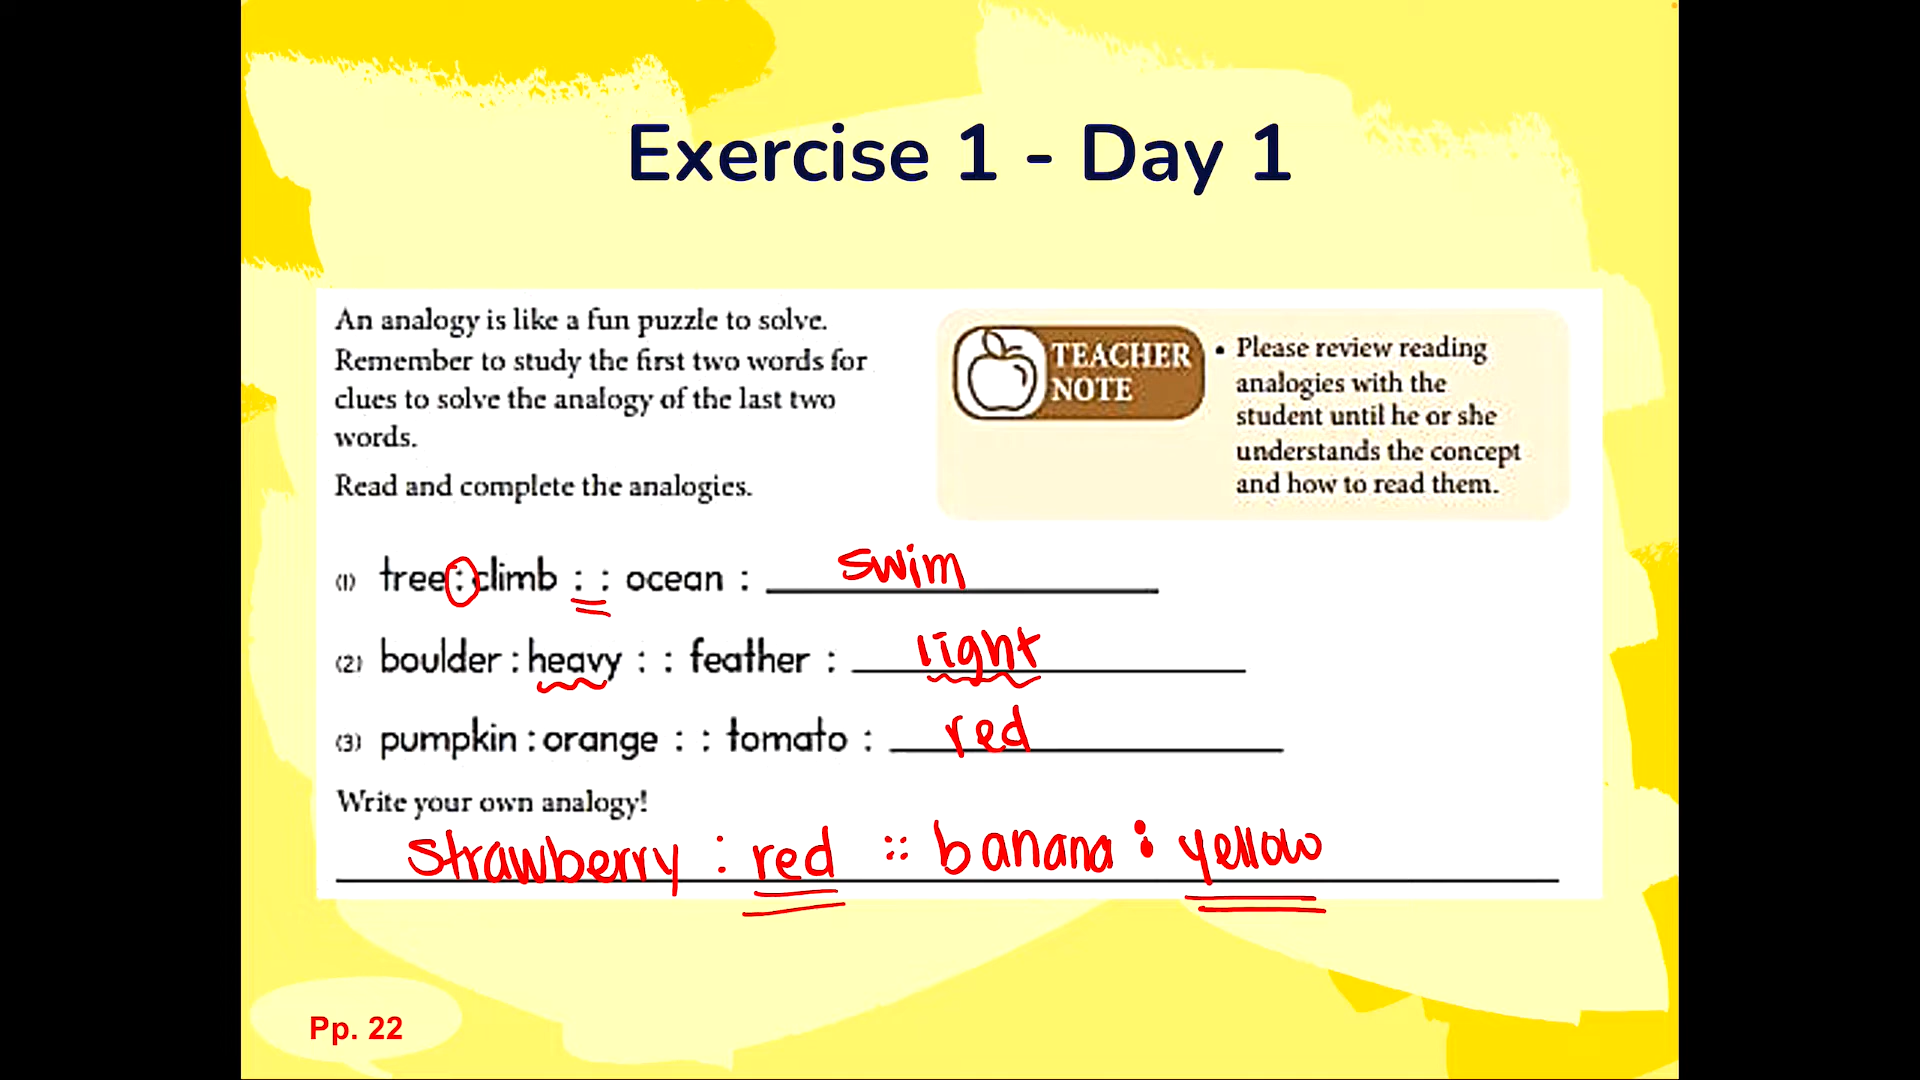 Exercise 1 - Day 1
An analogy is like a fun puzzle to solve.
Remember to study the first two words for
clues to solve the analogy of the last two
words.
Read and complete the analogies.
TEACHER
NOTE
• Please review reading
analogies with the
student until he or she
understands the concept
and how to read them.
(1) tree : climb : : ocean : swim
(2) boulder : heavy : : feather : light
(3) pumpkin : orange : : tomato : red
Write your own analogy!
strawberry : red :: banana : yellow
Pp. 22